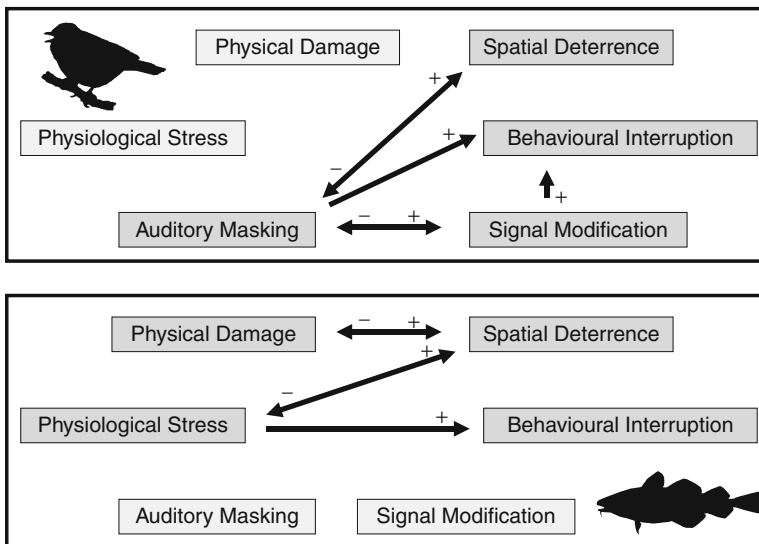 Physical Damage
Spatial Deterrence
+
+
Physiological Stress
Behavioural Interruption
−
+
Auditory Masking
−
+
Signal Modification
Physical Damage
−
+
Spatial Deterrence
+
−
Physiological Stress
+
Behavioural Interruption
Auditory Masking
Signal Modification